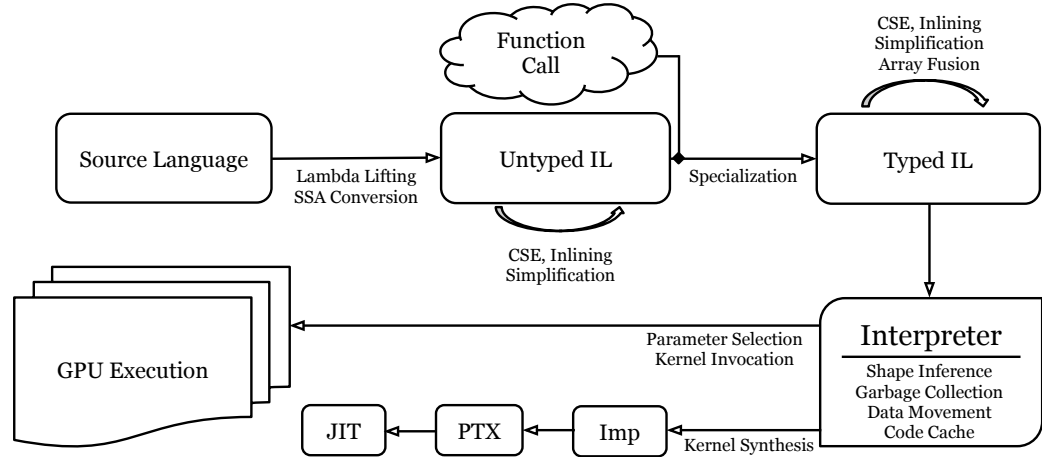 Function
Call
CSE, Inlining
Simplification
Array Fusion
Source Language
Lambda Lifting
SSA Conversion
Untyped IL
Specialization
Typed IL
CSE, Inlining
Simplification
GPU Execution
Parameter Selection
Kernel Invocation
Interpreter
Shape Inference
Garbage Collection
Data Movement
Code Cache
JIT
PTX
Imp
Kernel Synthesis